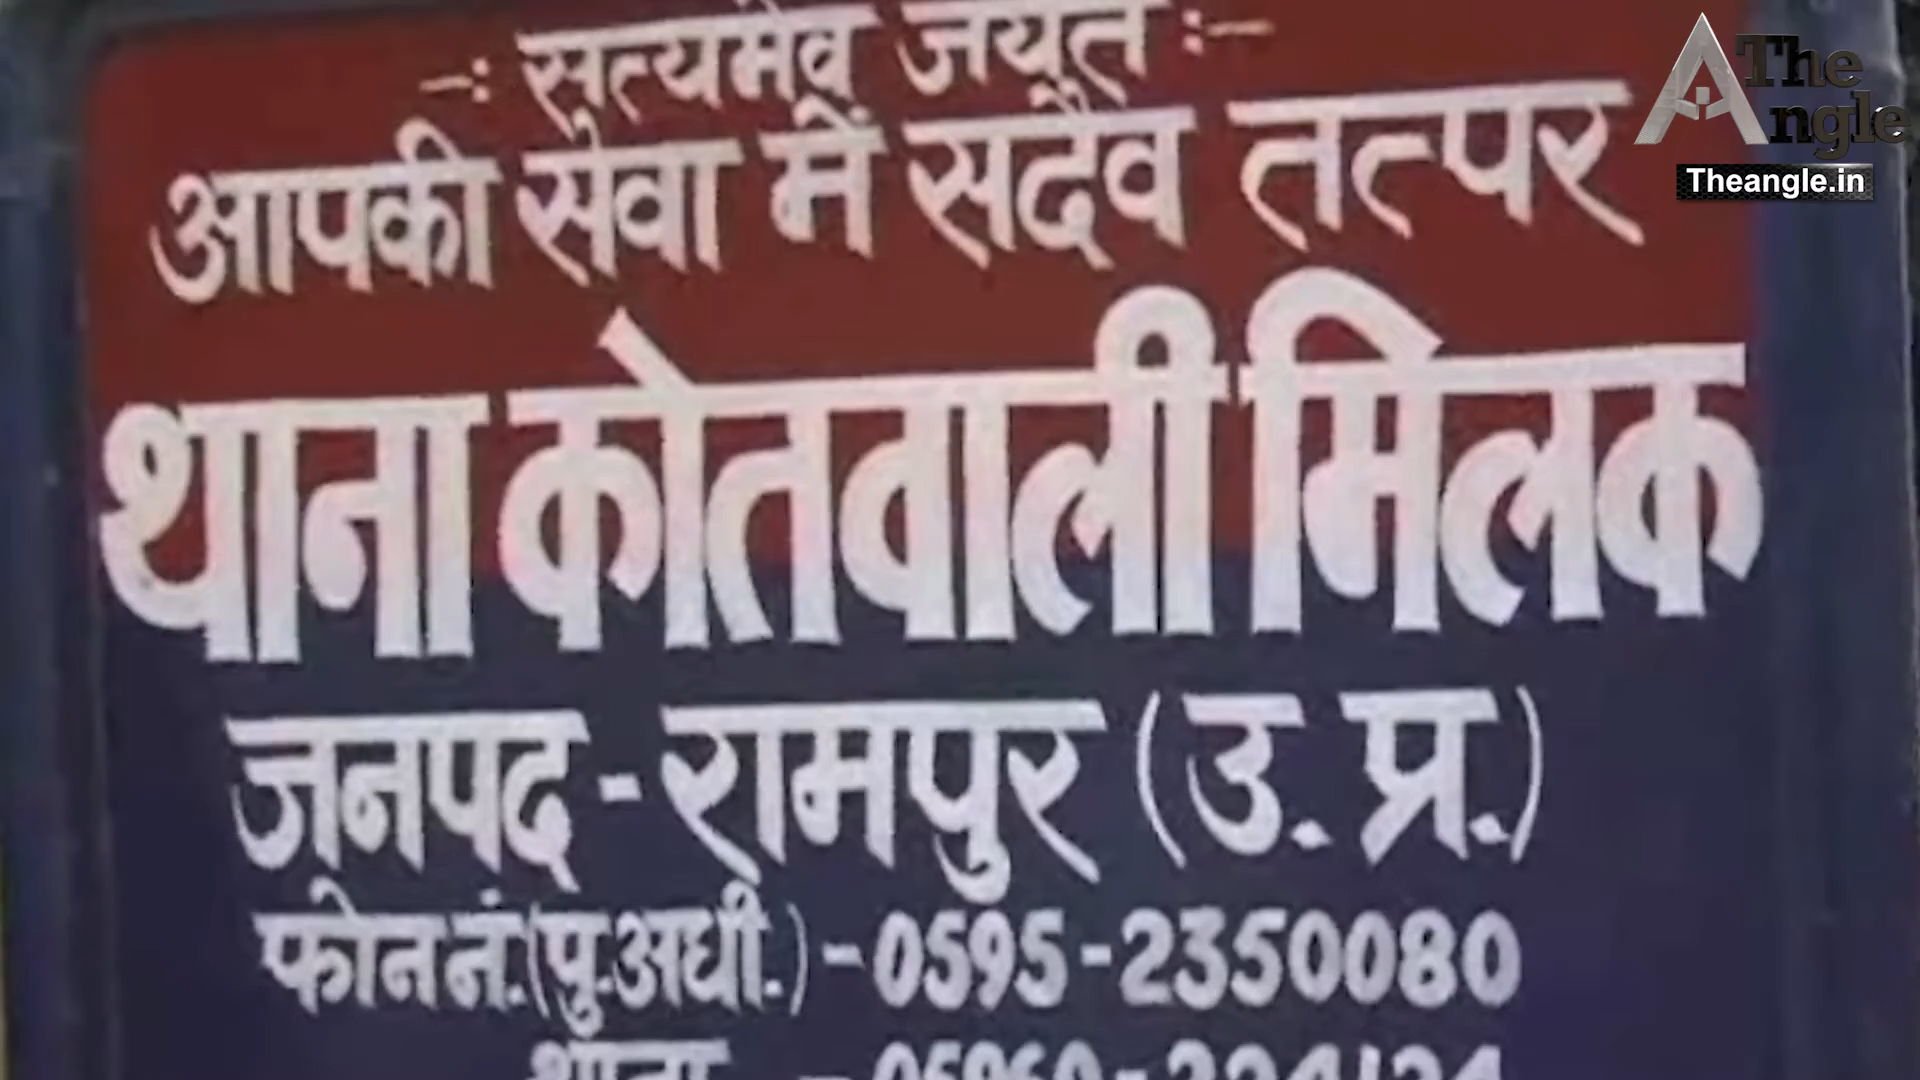 -: सत्यमेव जयते :-
आपकी सेवा में सदैव तत्पर
थाना कोतवाली मिलक
जनपद - रामपुर (उ. प्र.)
फोन नं. (पु.अधी.) - 0595-2350080
थाना -
The Angle
Theangle.in